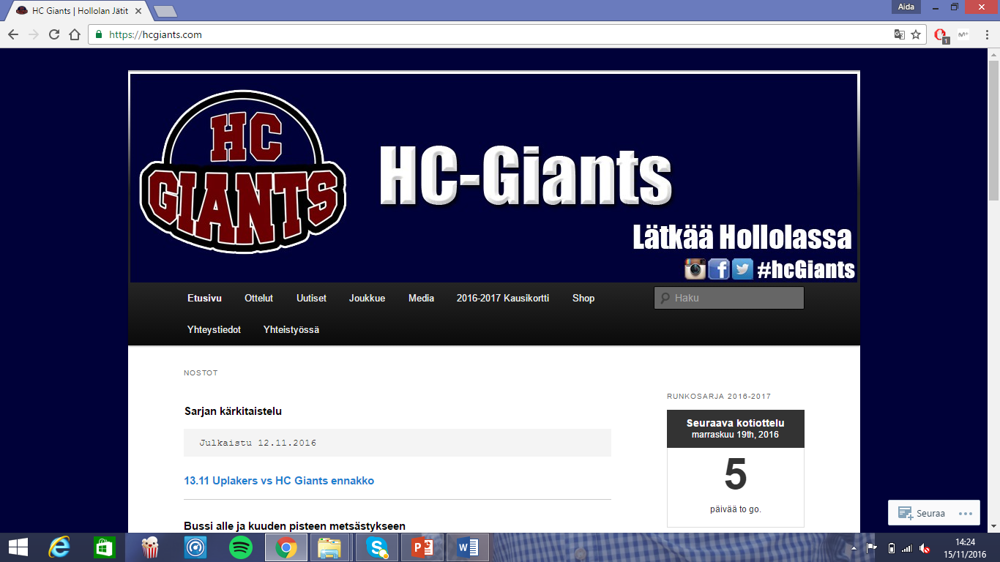 HC Giants | Hollolan Jätit
Aida
https://hcgiants.com
1
HC
GIANTS
HC-Giants
Lätkää Hollolassa
#hcGiants
Etusivu Ottelut Uutiset Joukkue Media 2016-2017 Kausikortti Shop
Haku
Yhteystiedot Yhteistyössä
NOSTOT
RUNKOSARJA 2016-2017
Sarjan kärkitaistelu
Seuraava kotiottelu
marraskuu 19th, 2016
Julkaistu 12.11.2016
5
13.11 Uplakers vs HC Giants ennakko
päivää to go.
Seuraa
Bussi alle ja kuuden pisteen metsästykseen
14:24
15/11/2016